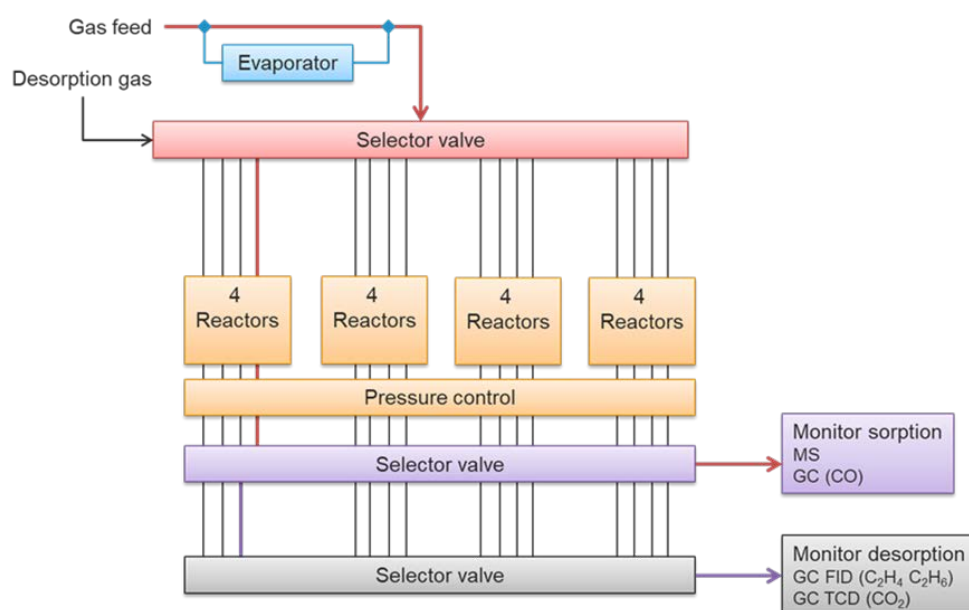 Gas feed
Evaporator
Desorption gas
Selector valve
4
Reactors
4
Reactors
4
Reactors
4
Reactors
Pressure control
Selector valve
Monitor sorption
MS
GC (CO)
Selector valve
Monitor desorption
GC FID (C₂H₄ C₂H₆)
GC TCD (CO₂)